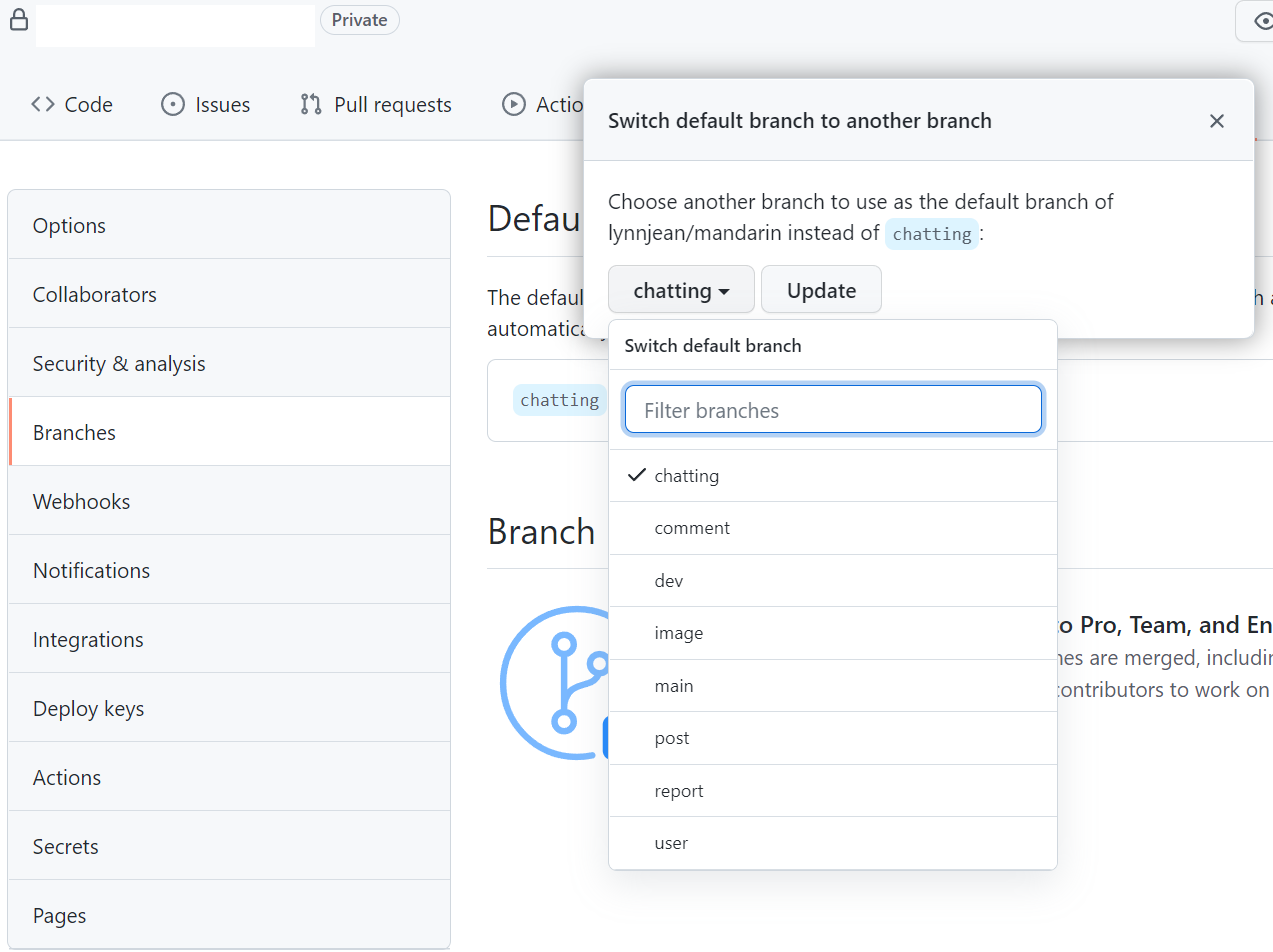 Private
Code
Issues
Pull requests
Actio
Switch default branch to another branch
Choose another branch to use as the default branch of
lynnjean/mandarin instead of chatting:
chatting
Update
Switch default branch
Filter branches
chatting
comment
dev
image
main
post
report
user
Options
Collaborators
Security & analysis
Branches
Webhooks
Notifications
Integrations
Deploy keys
Actions
Secrets
Pages
Defau
The defaul
automatica
chatting
Branch
to Pro, Team, and En
nes are merged, includin
contributors to work on